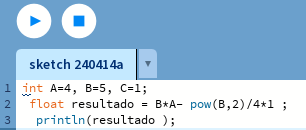 sketch 240414a
1 int A=4, B=5, C=1;
2 float resultado = B*A- pow(B,2)/4*1 ;
3 println(resultado );